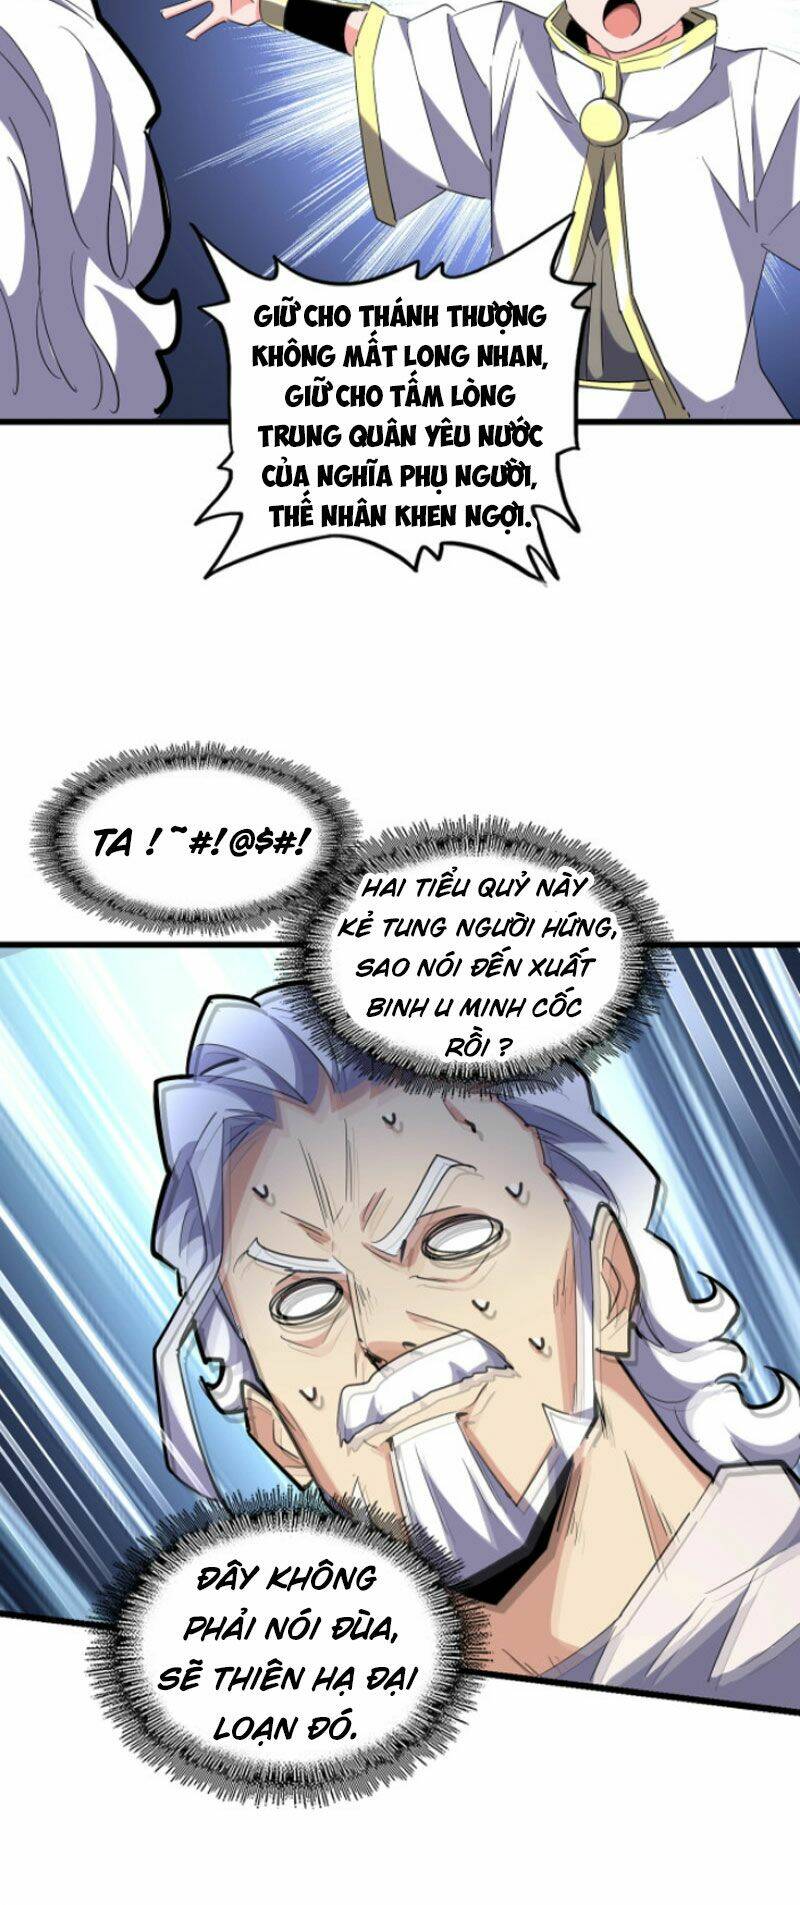 GIỮ CHO THÁNH THƯỢNG
KHÔNG MẤT LONG NHAN,
GIỮ CHO TẤM LÒNG
TRUNG QUÂN YÊU NƯỚC
CỦA NGHĨA PHỤ NGƯỜI,
THẾ NHÂN KHEN NGỢI.
TA ! ~#!@$#!
HAI TIỂU QUỶ NÀY
KẺ TUNG NGƯỜI HỨNG,
SAO NÓI ĐẾN XUẤT
BINH U MINH CỐC
RỒI ?
ĐÂY KHÔNG
PHẢI NÓI ĐÙA,
SẼ THIÊN HẠ ĐẠI
LOẠN ĐÓ.